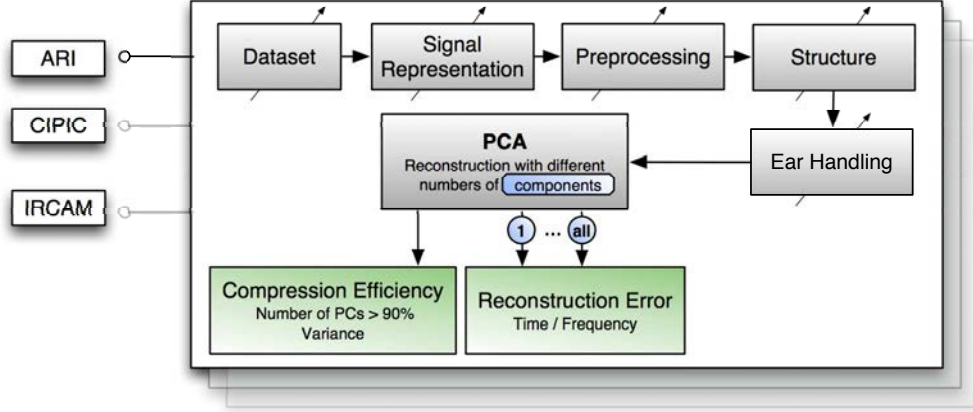 ARI
CIPIC
IRCAM
Dataset
Signal
Representation
Preprocessing
Structure
Ear Handling
PCA
Reconstruction with different
numbers of components
1 ... all
Compression Efficiency
Number of PCs > 90%
Variance
Reconstruction Error
Time / Frequency